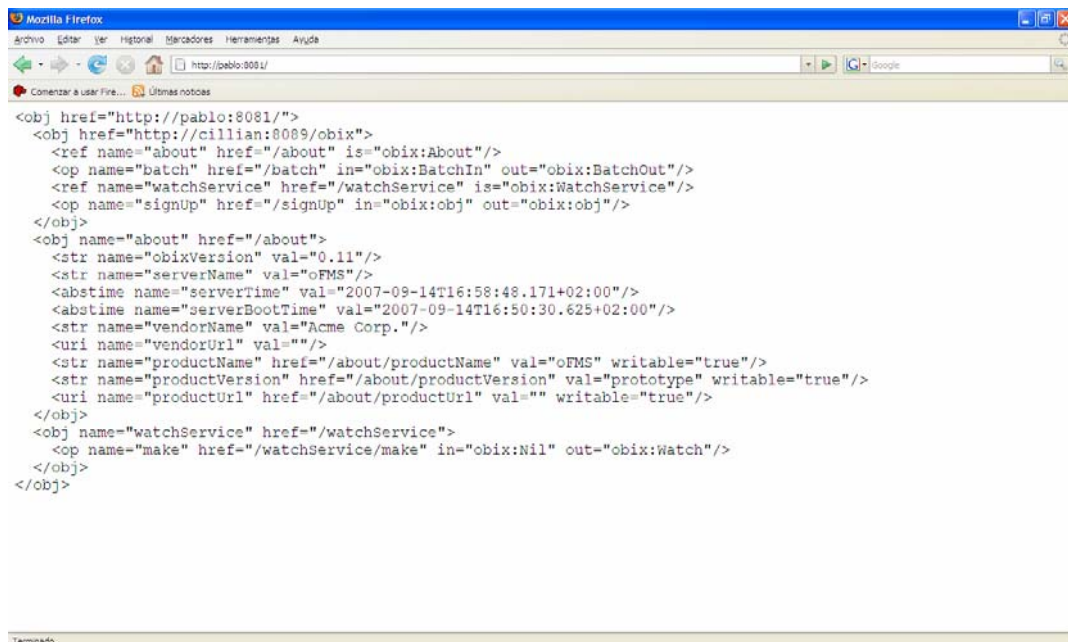 Mozilla Firefox
Archivo Editar Ver Historial Marcadores Herramientas Ayuda
http://pablo:8081/
Google
Comenzar a usar Fire... Últimas noticias
<obj href="http://pablo:8081/">
  <obj href="http://cillian:8089/obix">
    <ref name="about" href="/about" is="obix:About"/>
    <op name="batch" href="/batch" in="obix:BatchIn" out="obix:BatchOut"/>
    <ref name="watchService" href="/watchService" is="obix:WatchService"/>
    <op name="signUp" href="/signUp" in="obix:obj" out="obix:obj"/>
  </obj>
  <obj name="about" href="/about">
    <str name="obixVersion" val="0.11"/>
    <str name="serverName" val="oFMS"/>
    <abstime name="serverTime" val="2007-09-14T16:58:48.171+02:00"/>
    <abstime name="serverBootTime" val="2007-09-14T16:50:30.625+02:00"/>
    <str name="vendorName" val="Acme Corp."/>
    <uri name="vendorUrl" val=""/>
    <str name="productName" href="/about/productName" val="oFMS" writable="true"/>
    <str name="productVersion" href="/about/productVersion" val="prototype" writable="true"/>
    <uri name="productUrl" href="/about/productUrl" val="" writable="true"/>
  </obj>
  <obj name="watchService" href="/watchService">
    <op name="make" href="/watchService/make" in="obix:Nil" out="obix:Watch"/>
  </obj>
</obj>
Terminado